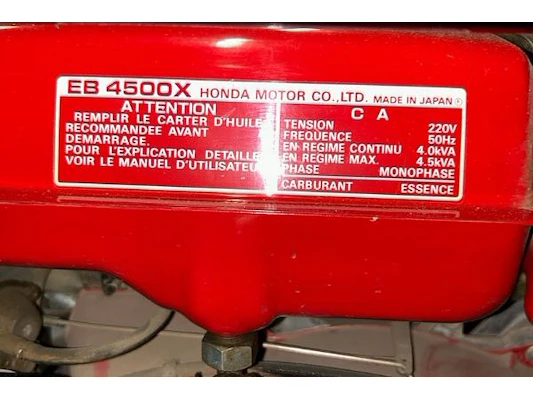 EB 4500X HONDA MOTOR CO.,LTD. MADE IN JAPAN
ATTENTION
REMPLIR LE CARTER D'HUILE
RECOMMANDEE AVANT
DEMARRAGE.
POUR L'EXPLICATION DETAILLEE
VOIR LE MANUEL D'UTILISATEUR
C A
TENSION 220V
FREQUENCE 50Hz
EN REGIME CONTINU 4.0kVA
EN REGIME MAX. 4.5kVA
PHASE MONOPHASE
CARBURANT ESSENCE